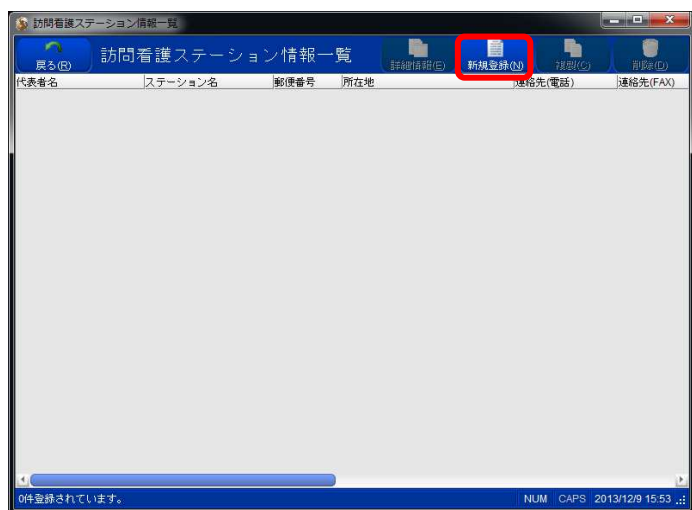 訪問看護ステーション情報一覧
戻る(R)
訪問看護ステーション情報一覧
詳細情報(E)
新規登録(N)
複製(C)
削除(D)
代表者名 ステーション名 郵便番号 所在地 連絡先(電話) 連絡先(FAX)
0件登録されています。
NUM CAPS 2013/12/9 15:53